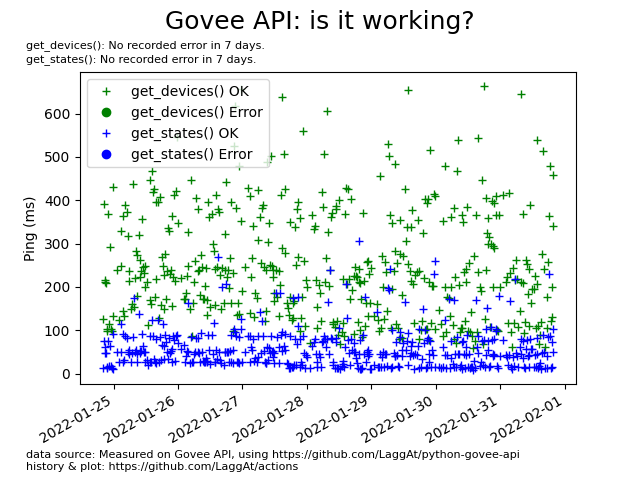 Govee API: is it working?
get_devices(): No recorded error in 7 days.
get_states(): No recorded error in 7 days.
get_devices() OK
get_devices() Error
get_states() OK
get_states() Error
600
500
400
300
200
100
0
Ping (ms)
2022-01-25
2022-01-26
2022-01-27
2022-01-28
2022-01-29
2022-01-30
2022-01-31
2022-02-01
data source: Measured on Govee API, using https://github.com/LaggAt/python-govee-api
history & plot: https://github.com/LaggAt/actions